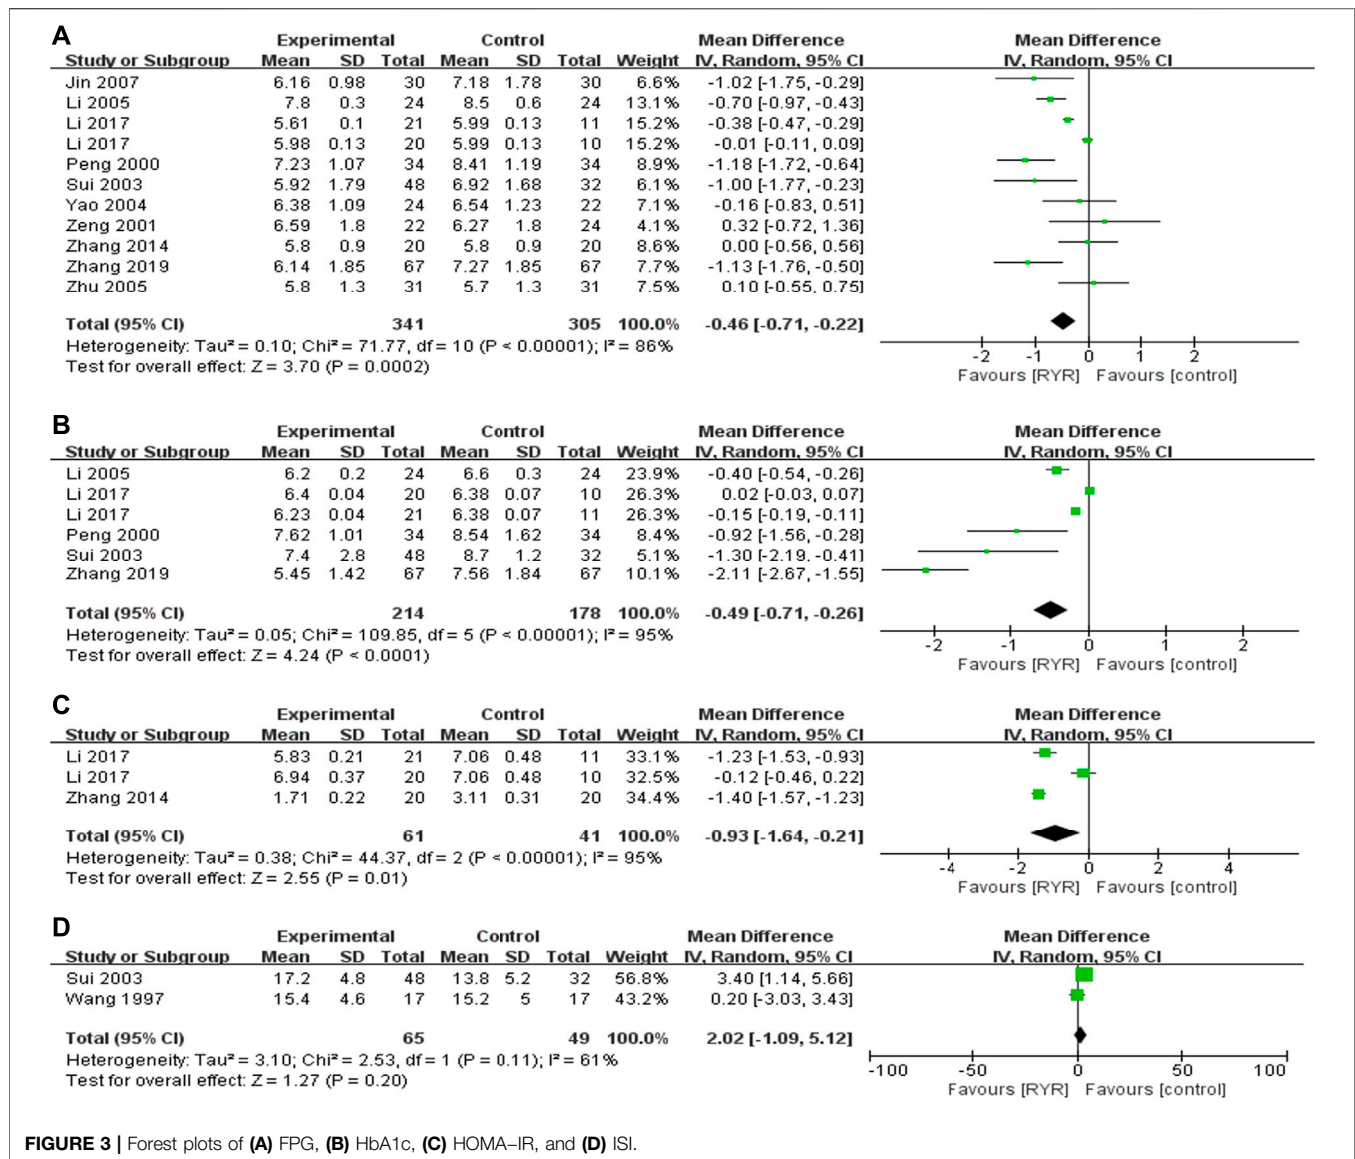 A
Experimental Control Mean Difference Mean Difference
Study or Subgroup Mean SD Total Mean SD Total Weight IV, Random, 95% CI IV, Random, 95% CI
Jin 2007 6.16 0.98 30 7.18 1.78 30 6.6% -1.02 [-1.75, -0.29]
Li 2005 7.8 0.3 24 8.5 0.6 24 13.1% -0.70 [-0.97, -0.43]
Li 2017 5.61 0.1 21 5.99 0.13 11 15.2% -0.38 [-0.47, -0.29]
Li 2017 5.98 0.13 20 5.99 0.13 10 15.2% -0.01 [-0.11, 0.09]
Peng 2000 7.23 1.07 34 8.41 1.19 34 8.9% -1.18 [-1.72, -0.64]
Sui 2003 5.92 1.79 48 6.92 1.68 32 6.1% -1.00 [-1.77, -0.23]
Yao 2004 6.38 1.09 24 6.54 1.23 22 7.1% -0.16 [-0.83, 0.51]
Zeng 2001 6.59 1.8 22 6.27 1.8 24 4.1% 0.32 [-0.72, 1.36]
Zhang 2014 5.8 0.9 20 5.8 0.9 20 8.6% 0.00 [-0.56, 0.56]
Zhang 2019 6.14 1.85 67 7.27 1.85 67 7.7% -1.13 [-1.76, -0.50]
Zhu 2005 5.8 1.3 31 5.7 1.3 31 7.5% 0.10 [-0.55, 0.75]
Total (95% CI) 341 305 100.0% -0.46 [-0.71, -0.22]
Heterogeneity: Tau² = 0.10; Chi² = 71.77, df = 10 (P < 0.00001); I² = 86%
Test for overall effect: Z = 3.70 (P = 0.0002)
-2 -1 0 1 2
Favours [RYR] Favours [control]
B
Experimental Control Mean Difference Mean Difference
Study or Subgroup Mean SD Total Mean SD Total Weight IV, Random, 95% CI IV, Random, 95% CI
Li 2005 6.2 0.2 24 6.6 0.3 24 23.9% -0.40 [-0.54, -0.26]
Li 2017 6.4 0.04 20 6.38 0.07 10 26.3% 0.02 [-0.03, 0.07]
Li 2017 6.23 0.04 21 6.38 0.07 11 26.3% -0.15 [-0.19, -0.11]
Peng 2000 7.62 1.01 34 8.54 1.62 34 8.4% -0.92 [-1.56, -0.28]
Sui 2003 7.4 2.8 48 8.7 1.2 32 5.1% -1.30 [-2.19, -0.41]
Zhang 2019 5.45 1.42 67 7.56 1.84 67 10.1% -2.11 [-2.67, -1.55]
Total (95% CI) 214 178 100.0% -0.49 [-0.71, -0.26]
Heterogeneity: Tau² = 0.05; Chi² = 109.85, df = 5 (P < 0.00001); I² = 95%
Test for overall effect: Z = 4.24 (P < 0.0001)
-2 -1 0 1 2
Favours [RYR] Favours [control]
C
Experimental Control Mean Difference Mean Difference
Study or Subgroup Mean SD Total Mean SD Total Weight IV, Random, 95% CI IV, Random, 95% CI
Li 2017 5.83 0.21 21 7.06 0.48 11 33.1% -1.23 [-1.53, -0.93]
Li 2017 6.94 0.37 20 7.06 0.48 10 32.5% -0.12 [-0.46, 0.22]
Zhang 2014 1.71 0.22 20 3.11 0.31 20 34.4% -1.40 [-1.57, -1.23]
Total (95% CI) 61 41 100.0% -0.93 [-1.64, -0.21]
Heterogeneity: Tau² = 0.38; Chi² = 44.37, df = 2 (P < 0.00001); I² = 95%
Test for overall effect: Z = 2.55 (P = 0.01)
-4 -2 0 2 4
Favours [RYR] Favours [control]
D
Experimental Control Mean Difference Mean Difference
Study or Subgroup Mean SD Total Mean SD Total Weight IV, Random, 95% CI IV, Random, 95% CI
Sui 2003 17.2 4.8 48 13.8 5.2 32 56.8% 3.40 [1.14, 5.66]
Wang 1997 15.4 4.6 17 15.2 5 17 43.2% 0.20 [-3.03, 3.43]
Total (95% CI) 65 49 100.0% 2.02 [-1.09, 5.12]
Heterogeneity: Tau² = 3.10; Chi² = 2.53, df = 1 (P = 0.11); I² = 61%
Test for overall effect: Z = 1.27 (P = 0.20)
-100 -50 0 50 100
Favours [RYR] Favours [control]
FIGURE 3 | Forest plots of (A) FPG, (B) HbA1c, (C) HOMA–IR, and (D) ISI.